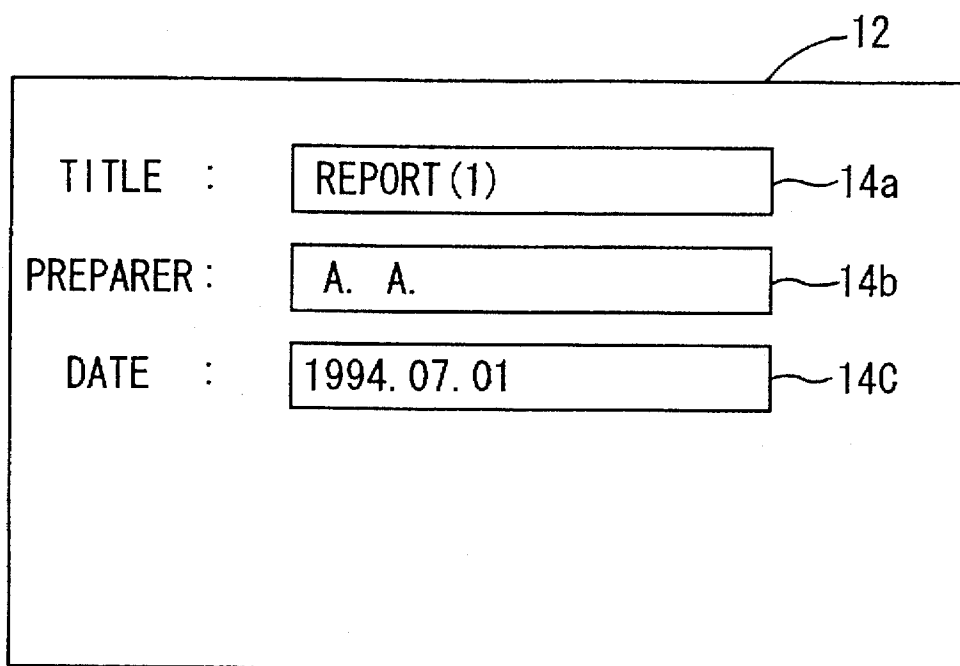 12
TITLE : REPORT(1) 14a
PREPARER: A. A. 14b
DATE : 1994.07.01 14C